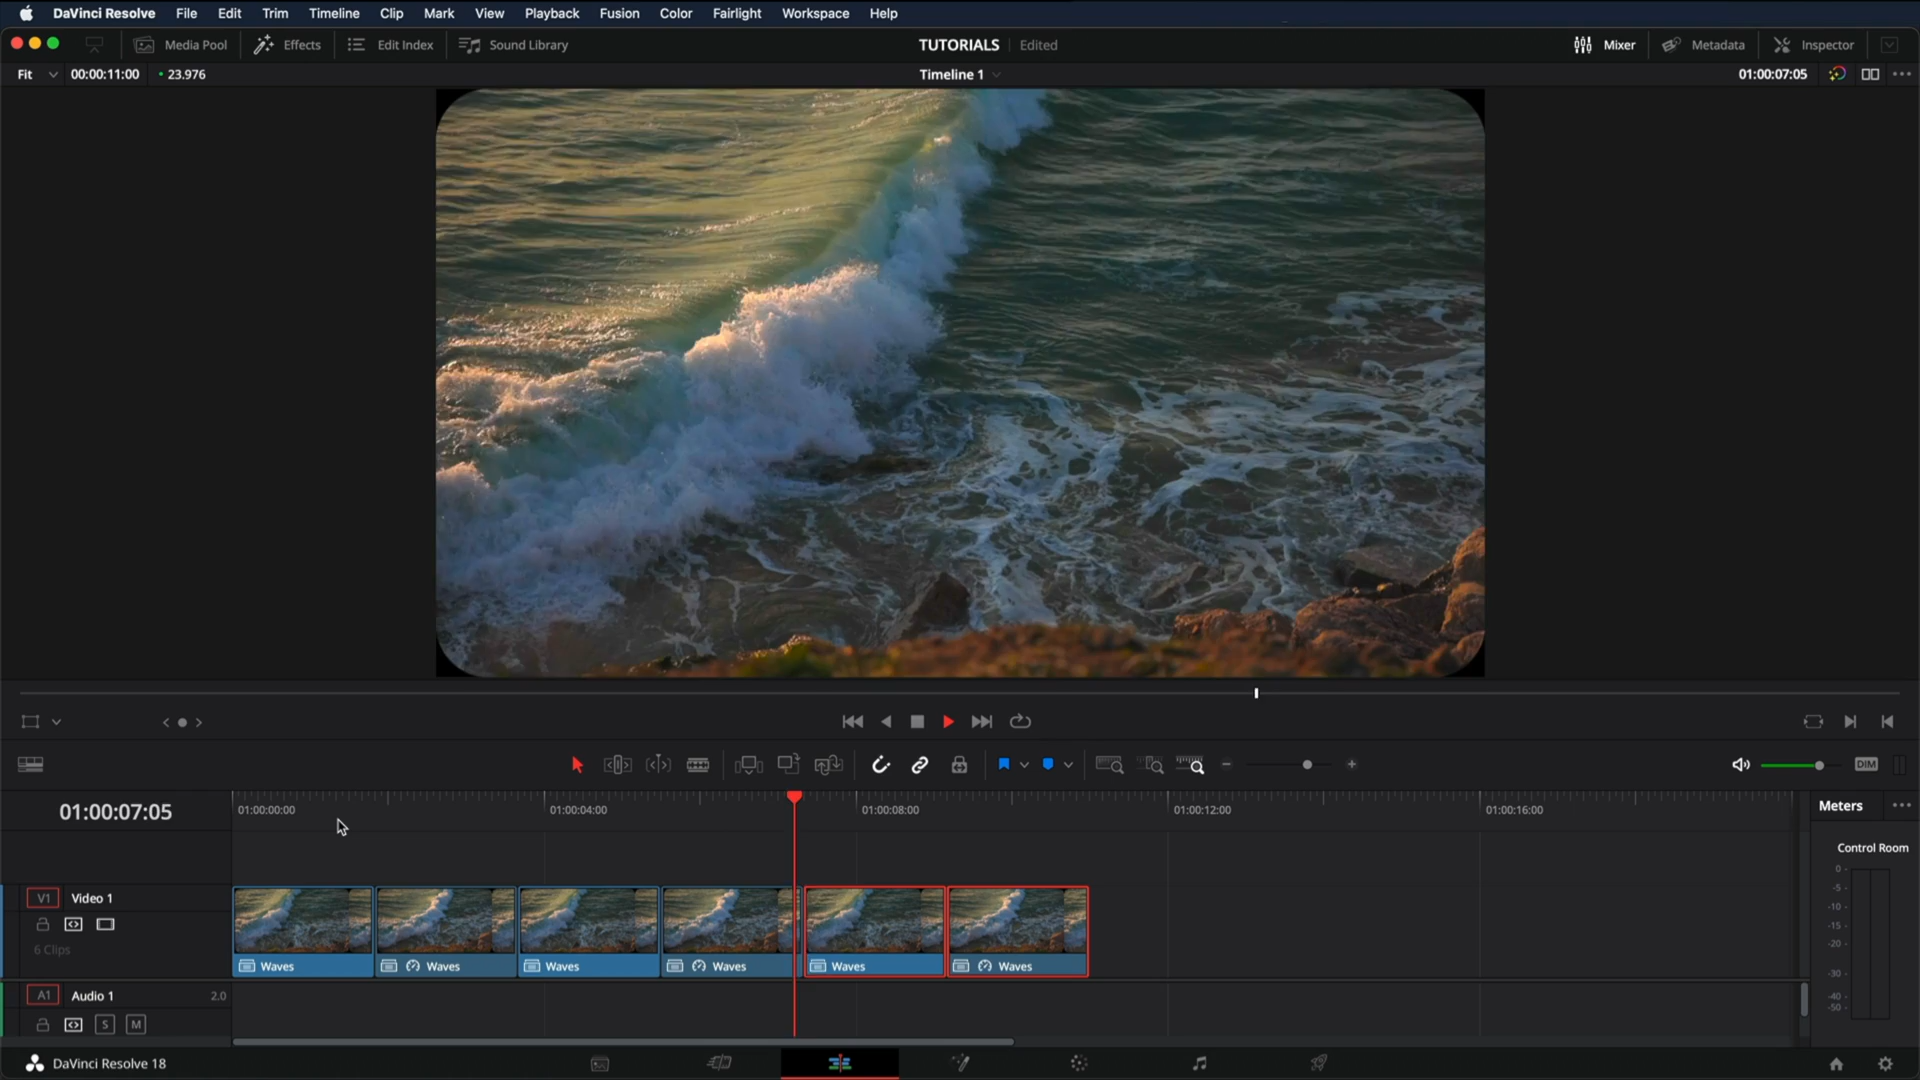 DaVinci Resolve File Edit Trim Timeline Clip Mark View Playback Fusion Color Fairlight Workspace Help
Media Pool Effects Edit Index Sound Library TUTORIALS Edited Mixer Metadata Inspector
Fit 00:00:11:00 23.976 Timeline 1 01:00:07:05
DIM
01:00:07:05 01:00:00:00 01:00:04:00 01:00:08:00 01:00:12:00 01:00:16:00 Meters
Control Room
0
-5
-10
-15
-20
-30
-40
-50
V1 Video 1
6 Clips
Waves Waves Waves Waves Waves Waves
A1 Audio 1 2.0
S M
DaVinci Resolve 18